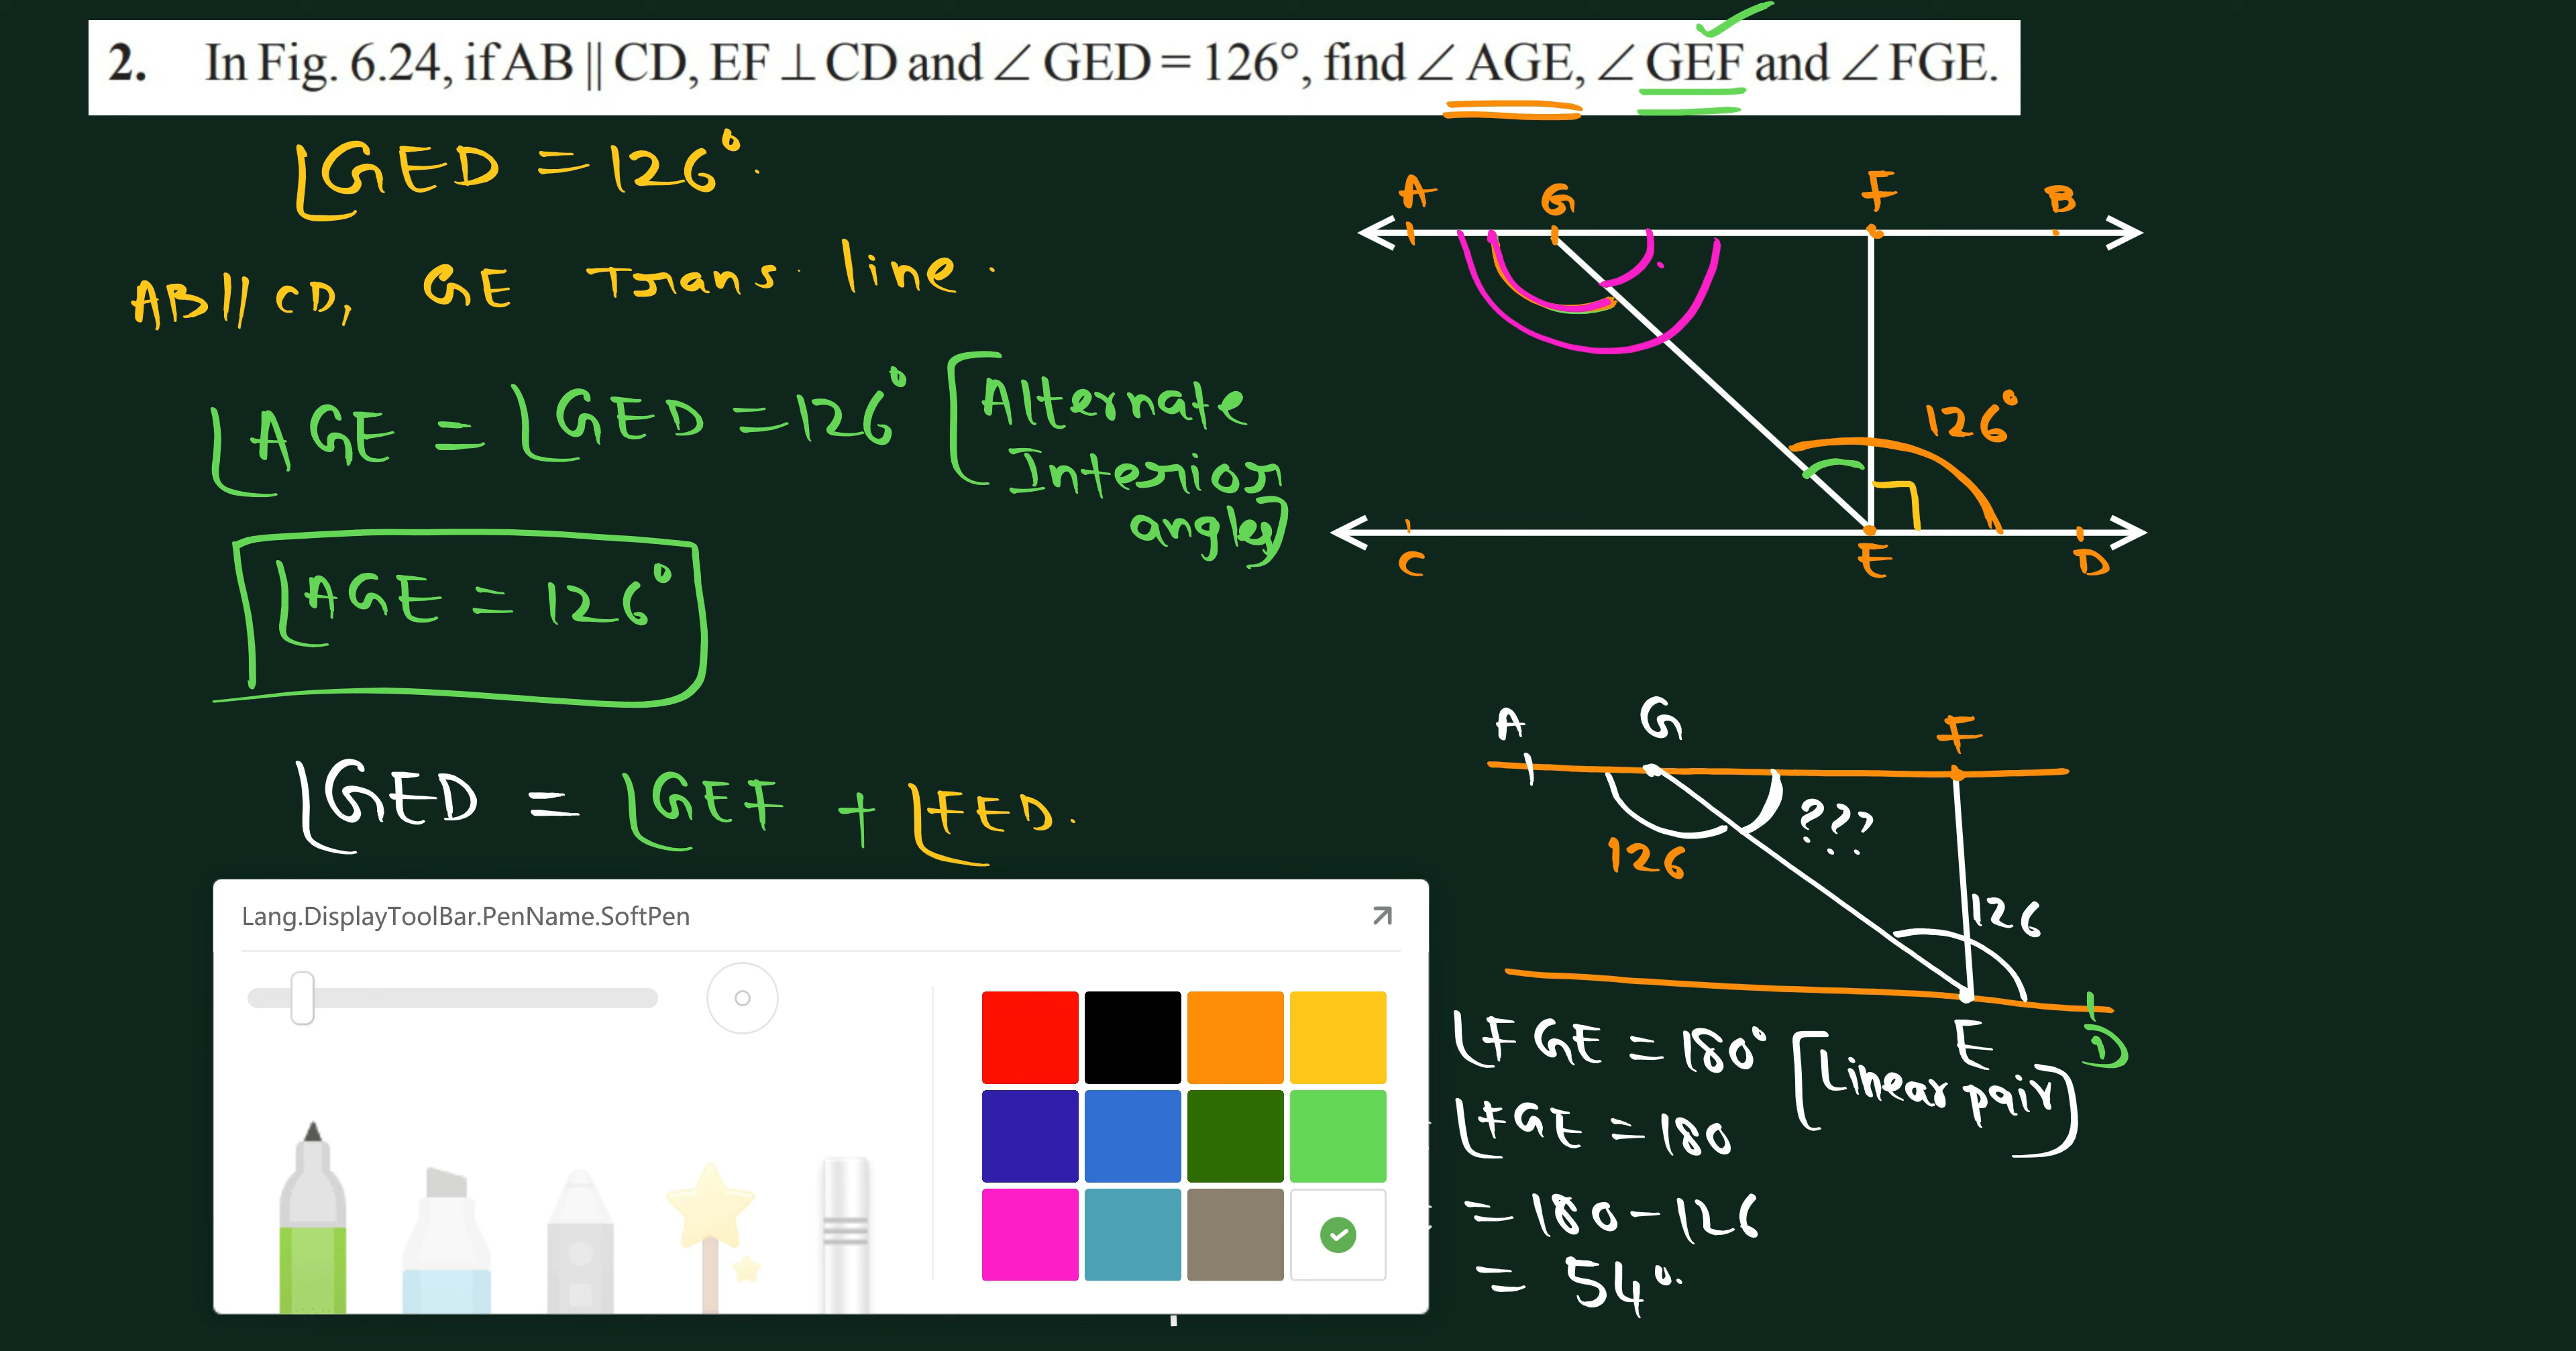 2. In Fig. 6.24, if AB || CD, EF ⊥ CD and ∠ GED = 126°, find ∠ AGE, ∠ GEF and ∠ FGE.
∠GED = 126°.
AB // CD, GE Trans. line.
∠AGE = ∠GED = 126° [Alternate
Interior
angles]
∠AGE = 126°
∠GED = ∠GEF + ∠FED.
A G F B
126°
C E D
A G F
126 ???
126
E D
Lang.DisplayToolBar.PenName.SoftPen
∠FGE = 180° [Linear pair]
∠FGE = 180
= 180 - 126
= 54°.